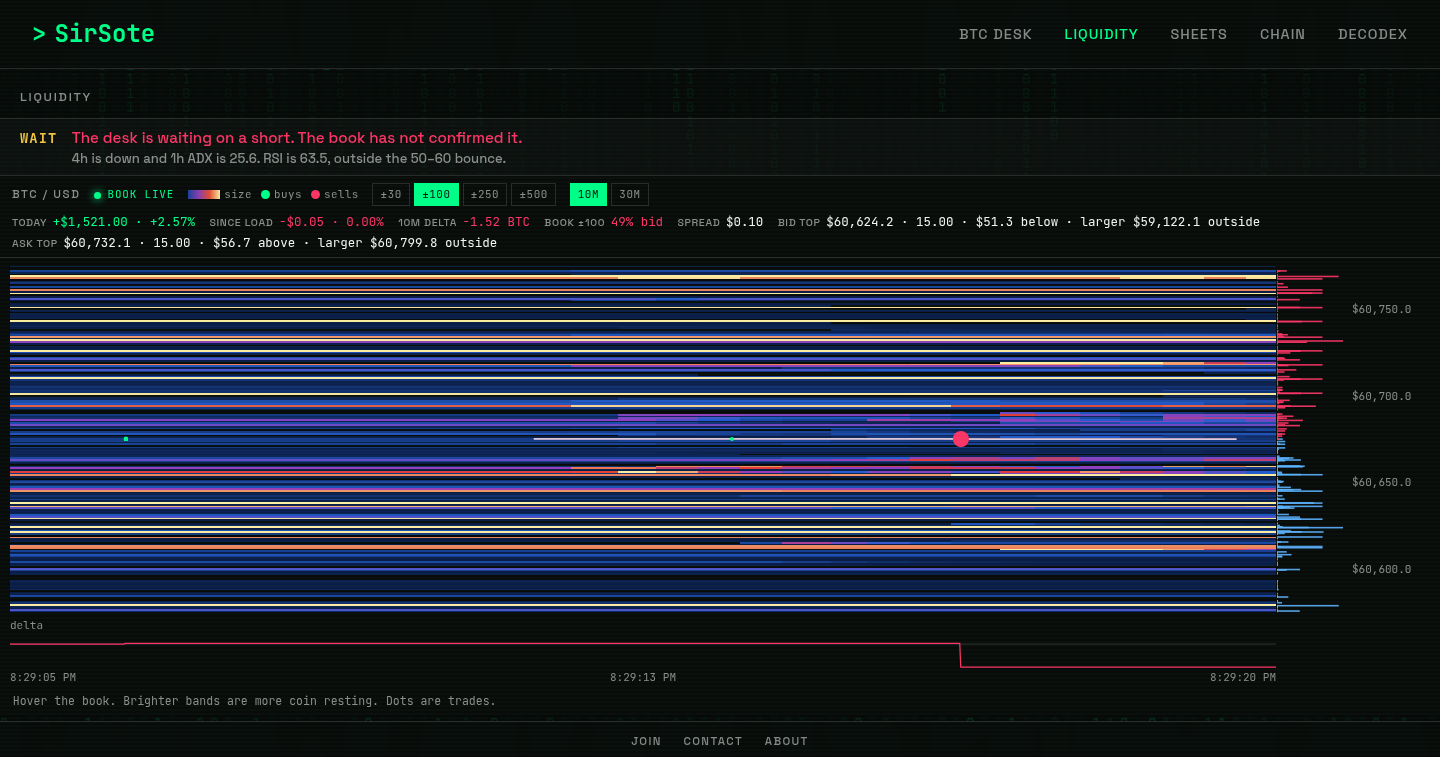 > SirSote
BTC DESK LIQUIDITY SHEETS CHAIN DECODEX
LIQUIDITY
WAIT The desk is waiting on a short. The book has not confirmed it.
4h is down and 1h ADX is 25.6. RSI is 63.5, outside the 50–60 bounce.
BTC / USD BOOK LIVE size buys sells ±30 ±100 ±250 ±500 10M 30M
TODAY +$1,521.00 · +2.57% SINCE LOAD -$0.05 · 0.00% 10M DELTA -1.52 BTC BOOK ±100 49% bid SPREAD $0.10 BID TOP $60,624.2 · 15.00 · $51.3 below · larger $59,122.1 outside
ASK TOP $60,732.1 · 15.00 · $56.7 above · larger $60,799.8 outside
$60,750.0
$60,700.0
$60,650.0
$60,600.0
delta
8:29:05 PM 8:29:13 PM 8:29:20 PM
Hover the book. Brighter bands are more coin resting. Dots are trades.
JOIN CONTACT ABOUT